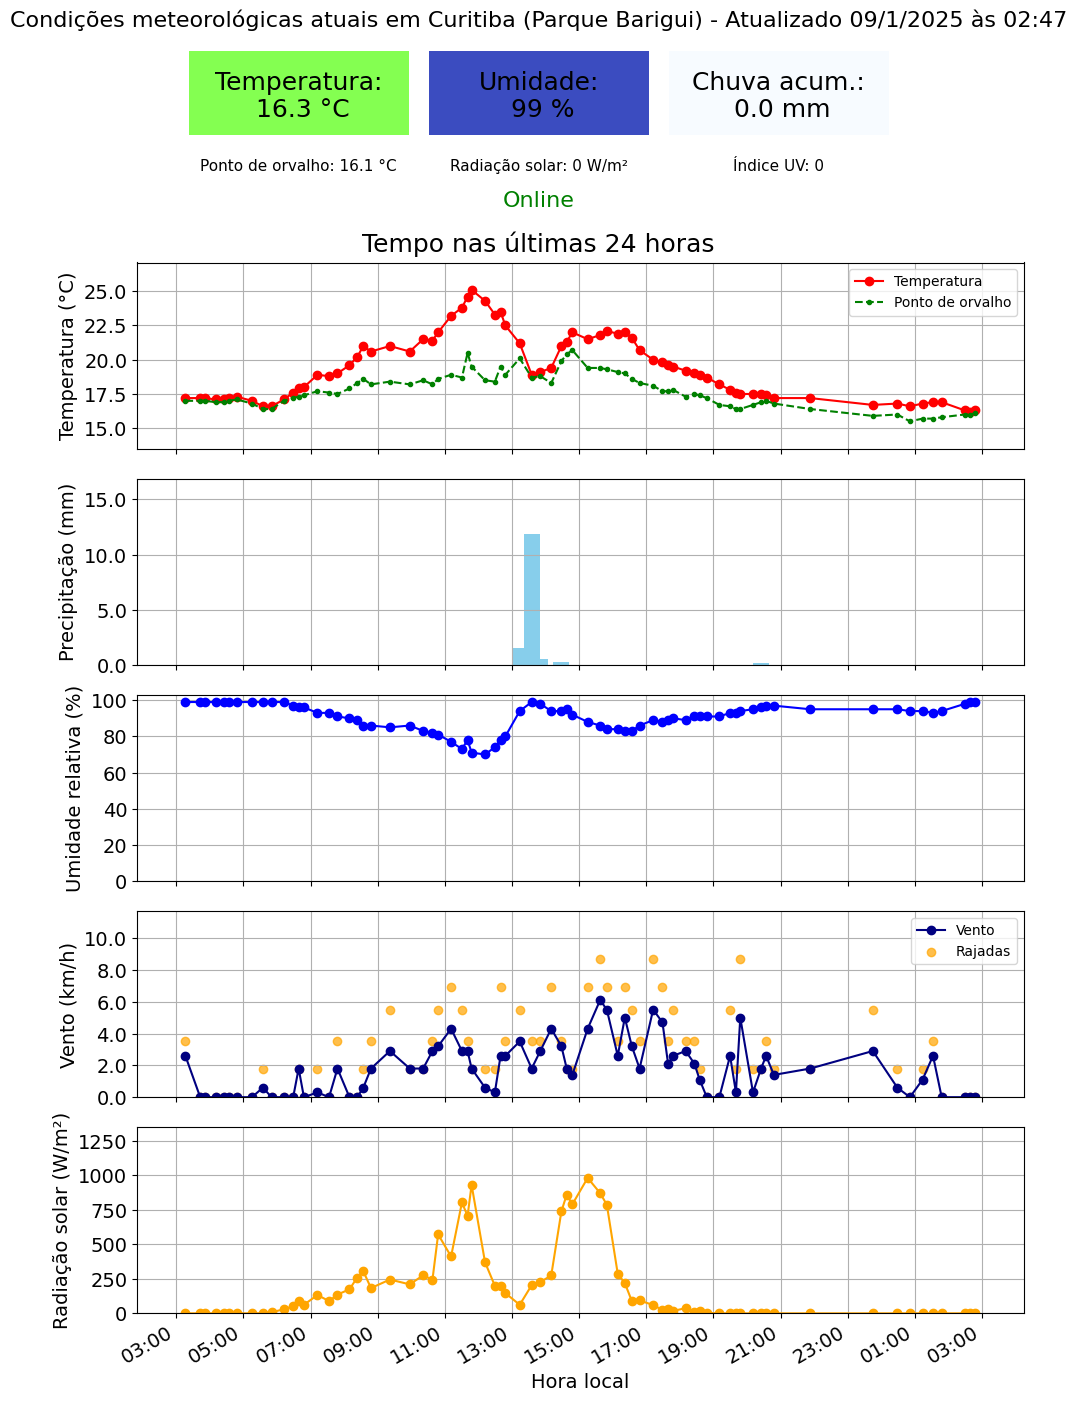 Condições meteorológicas atuais em Curitiba (Parque Barigui) - Atualizado 09/1/2025 às 02:47
Temperatura:
16.3 °C
Umidade:
99 %
Chuva acum.:
0.0 mm
Ponto de orvalho: 16.1 °C
Radiação solar: 0 W/m²
Índice UV: 0
Online
Tempo nas últimas 24 horas
Temperatura (°C)
25.0
22.5
20.0
17.5
15.0
Temperatura
Ponto de orvalho
Precipitação (mm)
15.0
10.0
5.0
0.0
Umidade relativa (%)
100
80
60
40
20
0
Vento (km/h)
10.0
8.0
6.0
4.0
2.0
0.0
Vento
Rajadas
Radiação solar (W/m²)
1250
1000
750
500
250
0
03:00
05:00
07:00
09:00
11:00
13:00
15:00
17:00
19:00
21:00
23:00
01:00
03:00
Hora local